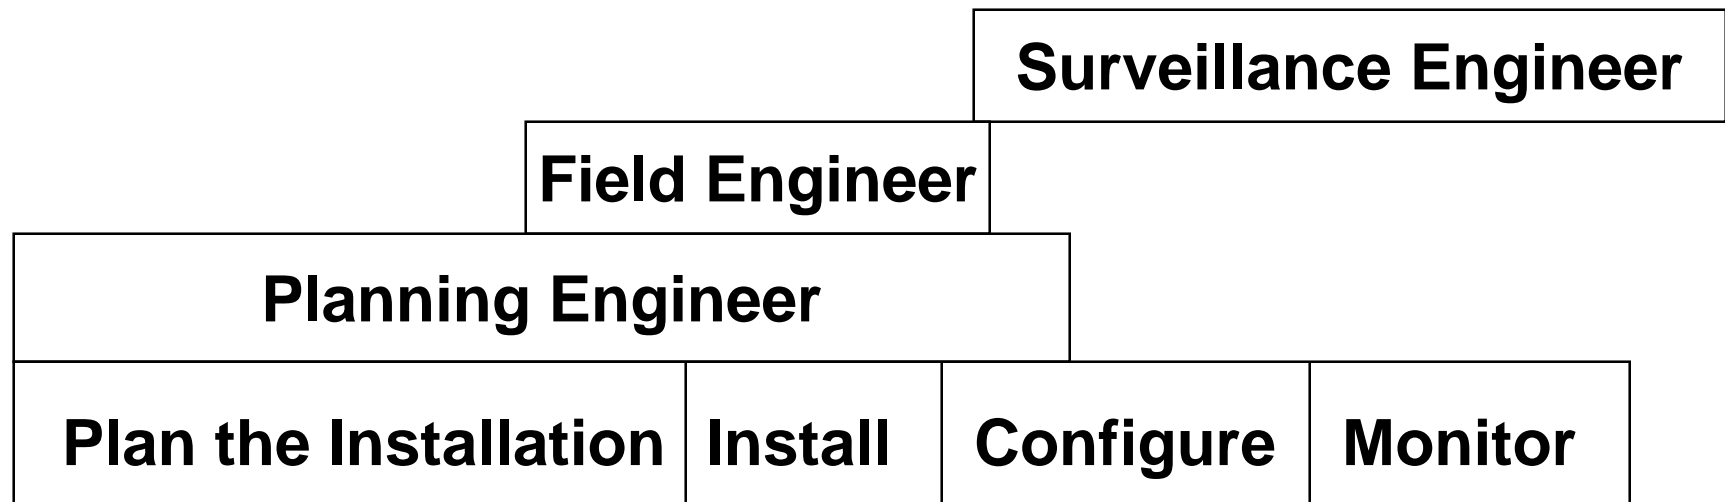 Surveillance Engineer
Field Engineer
Planning Engineer
Plan the Installation Install Configure Monitor